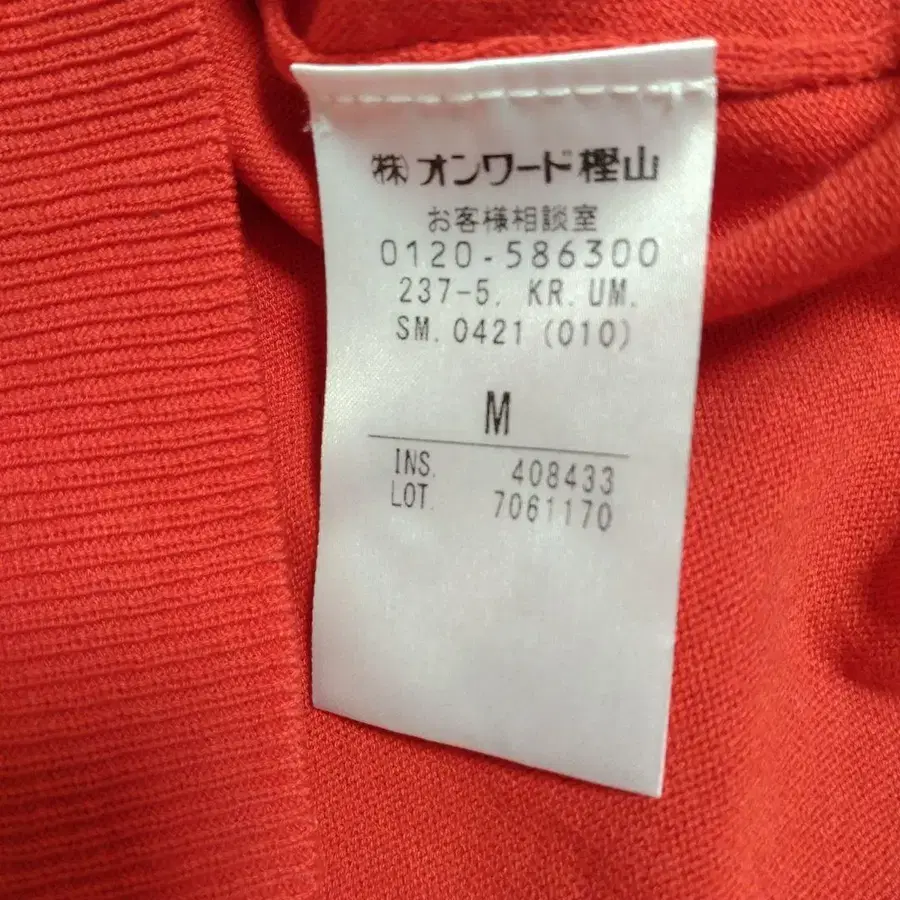 ㈱オンワード樫山
お客様相談室
0120-586300
237-5. KR. UM.
SM. 0421 (010)
M
INS. 408433
LOT. 7061170